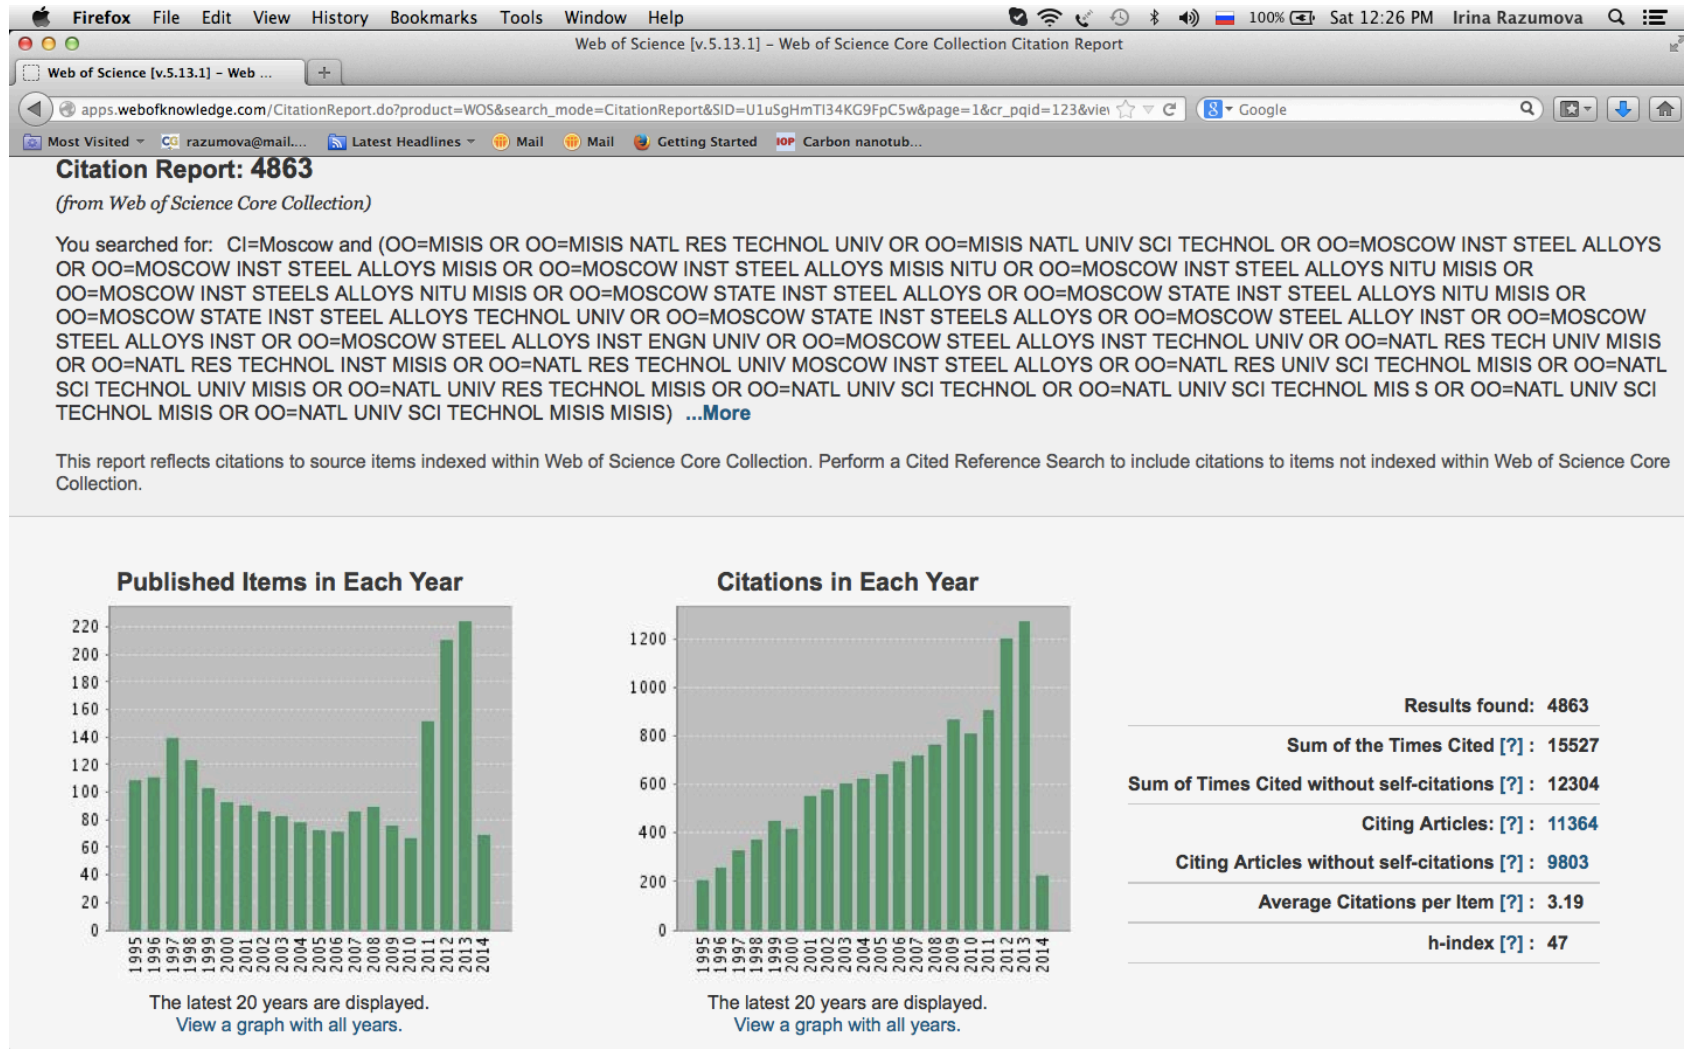 Firefox File Edit View History Bookmarks Tools Window Help 100% Sat 12:26 PM Irina Razumova
Web of Science [v.5.13.1] – Web of Science Core Collection Citation Report
Web of Science [v.5.13.1] – Web ... +
apps.webofknowledge.com/CitationReport.do?product=WOS&search_mode=CitationReport&SID=U1uSgHmTI34KG9FpC5w&page=1&cr_pqid=123&view Google
Most Visited razumova@mail.... Latest Headlines Mail Mail Getting Started IOP Carbon nanotub...
Citation Report: 4863
(from Web of Science Core Collection)
You searched for: CI=Moscow and (OO=MISIS OR OO=MISIS NATL RES TECHNOL UNIV OR OO=MISIS NATL UNIV SCI TECHNOL OR OO=MOSCOW INST STEEL ALLOYS
OR OO=MOSCOW INST STEEL ALLOYS MISIS OR OO=MOSCOW INST STEEL ALLOYS MISIS NITU OR OO=MOSCOW INST STEEL ALLOYS NITU MISIS OR
OO=MOSCOW INST STEELS ALLOYS NITU MISIS OR OO=MOSCOW STATE INST STEEL ALLOYS OR OO=MOSCOW STATE INST STEEL ALLOYS NITU MISIS OR
OO=MOSCOW STATE INST STEEL ALLOYS TECHNOL UNIV OR OO=MOSCOW STATE INST STEELS ALLOYS OR OO=MOSCOW STEEL ALLOY INST OR OO=MOSCOW
STEEL ALLOYS INST OR OO=MOSCOW STEEL ALLOYS INST ENGN UNIV OR OO=MOSCOW STEEL ALLOYS INST TECHNOL UNIV OR OO=NATL RES TECH UNIV MISIS
OR OO=NATL RES TECHNOL INST MISIS OR OO=NATL RES TECHNOL UNIV MOSCOW INST STEEL ALLOYS OR OO=NATL RES UNIV SCI TECHNOL MISIS OR OO=NATL
SCI TECHNOL UNIV MISIS OR OO=NATL UNIV RES TECHNOL MISIS OR OO=NATL UNIV SCI TECHNOL OR OO=NATL UNIV SCI TECHNOL MIS S OR OO=NATL UNIV SCI
TECHNOL MISIS OR OO=NATL UNIV SCI TECHNOL MISIS MISIS) ...More
This report reflects citations to source items indexed within Web of Science Core Collection. Perform a Cited Reference Search to include citations to items not indexed within Web of Science Core
Collection.
Published Items in Each Year
220
200
180
160
140
120
100
80
60
40
20
0
1995 1996 1997 1998 1999 2000 2001 2002 2003 2004 2005 2006 2007 2008 2009 2010 2011 2012 2013 2014
The latest 20 years are displayed.
View a graph with all years.
Citations in Each Year
1200
1000
800
600
400
200
0
1995 1996 1997 1998 1999 2000 2001 2002 2003 2004 2005 2006 2007 2008 2009 2010 2011 2012 2013 2014
The latest 20 years are displayed.
View a graph with all years.
Results found: 4863
Sum of the Times Cited [?] : 15527
Sum of Times Cited without self-citations [?] : 12304
Citing Articles: [?] : 11364
Citing Articles without self-citations [?] : 9803
Average Citations per Item [?] : 3.19
h-index [?] : 47